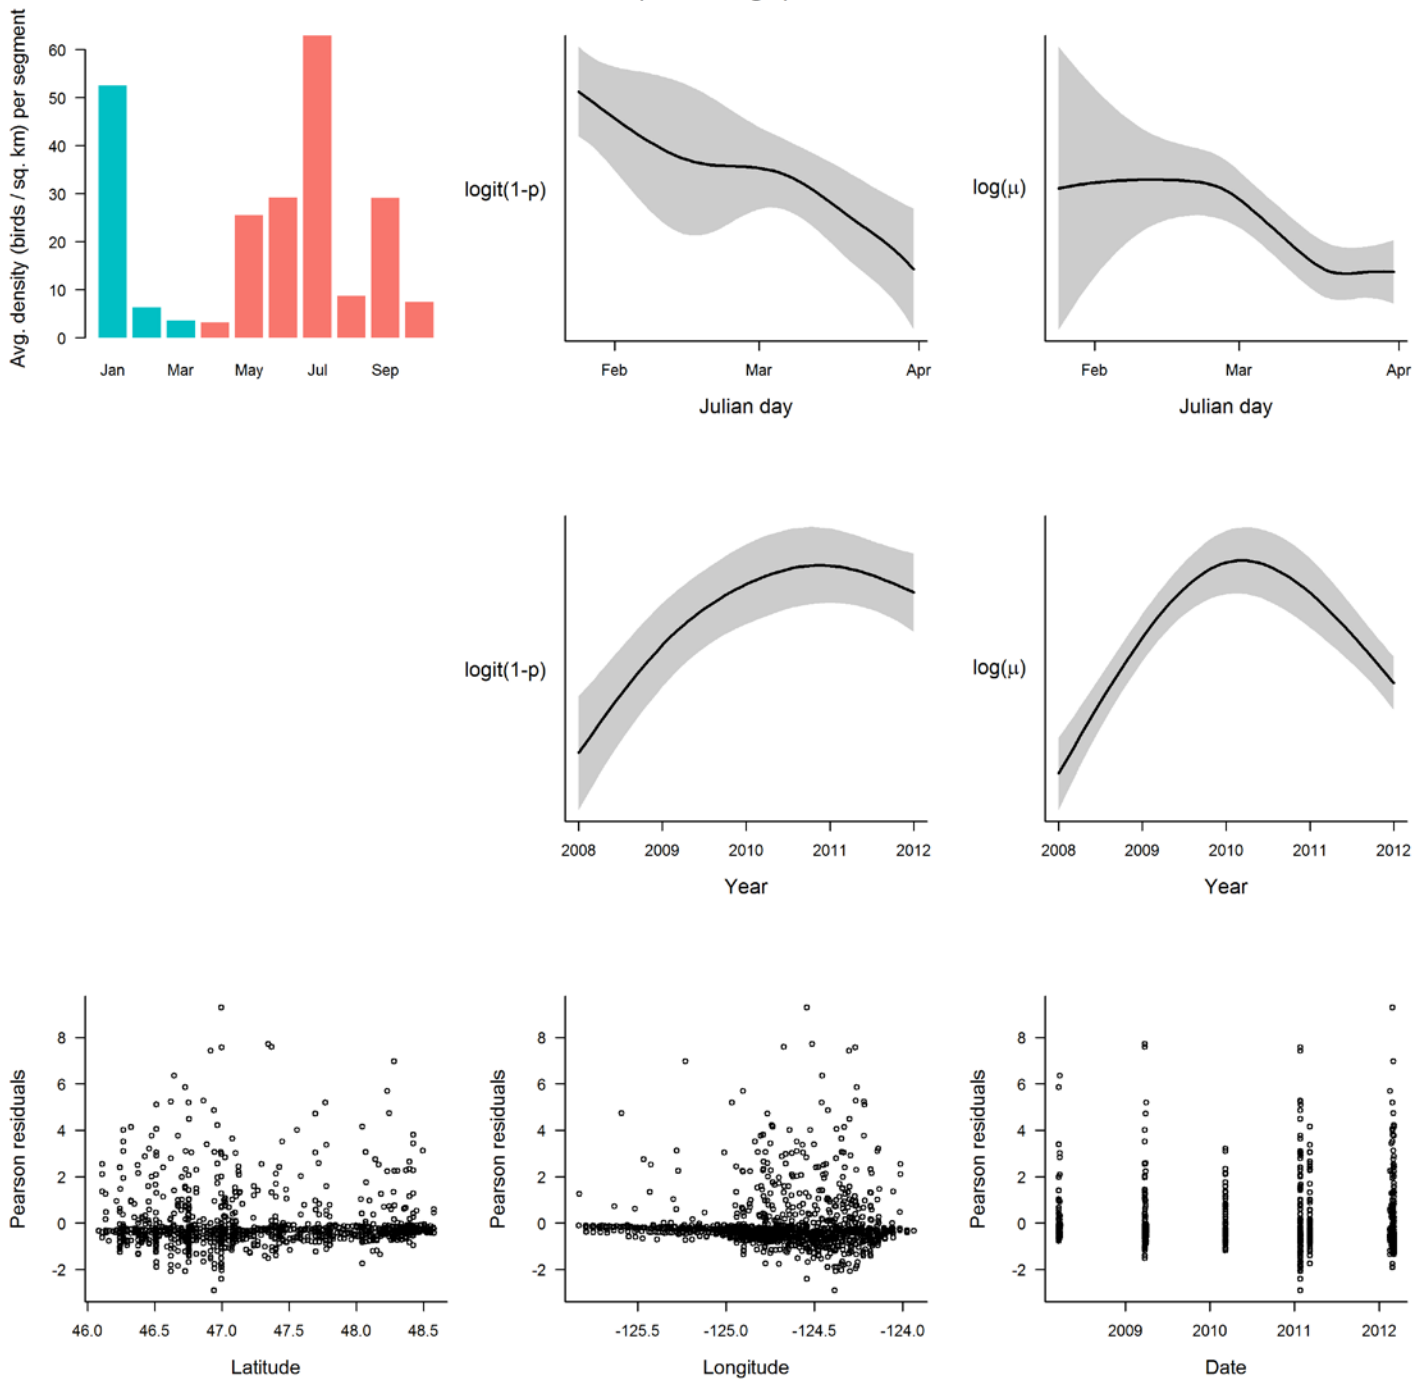 Avg. density (birds / sq. km) per segment
60
50
40
30
20
10
0
Jan Mar May Jul Sep
logit(1-p)
Feb Mar Apr
Julian day
log(μ)
Feb Mar Apr
Julian day
logit(1-p)
2008 2009 2010 2011 2012
Year
log(μ)
2008 2009 2010 2011 2012
Year
Pearson residuals
8
6
4
2
0
-2
46.0 46.5 47.0 47.5 48.0 48.5
Latitude
Pearson residuals
8
6
4
2
0
-2
-125.5 -125.0 -124.5 -124.0
Longitude
Pearson residuals
8
6
4
2
0
-2
2009 2010 2011 2012
Date